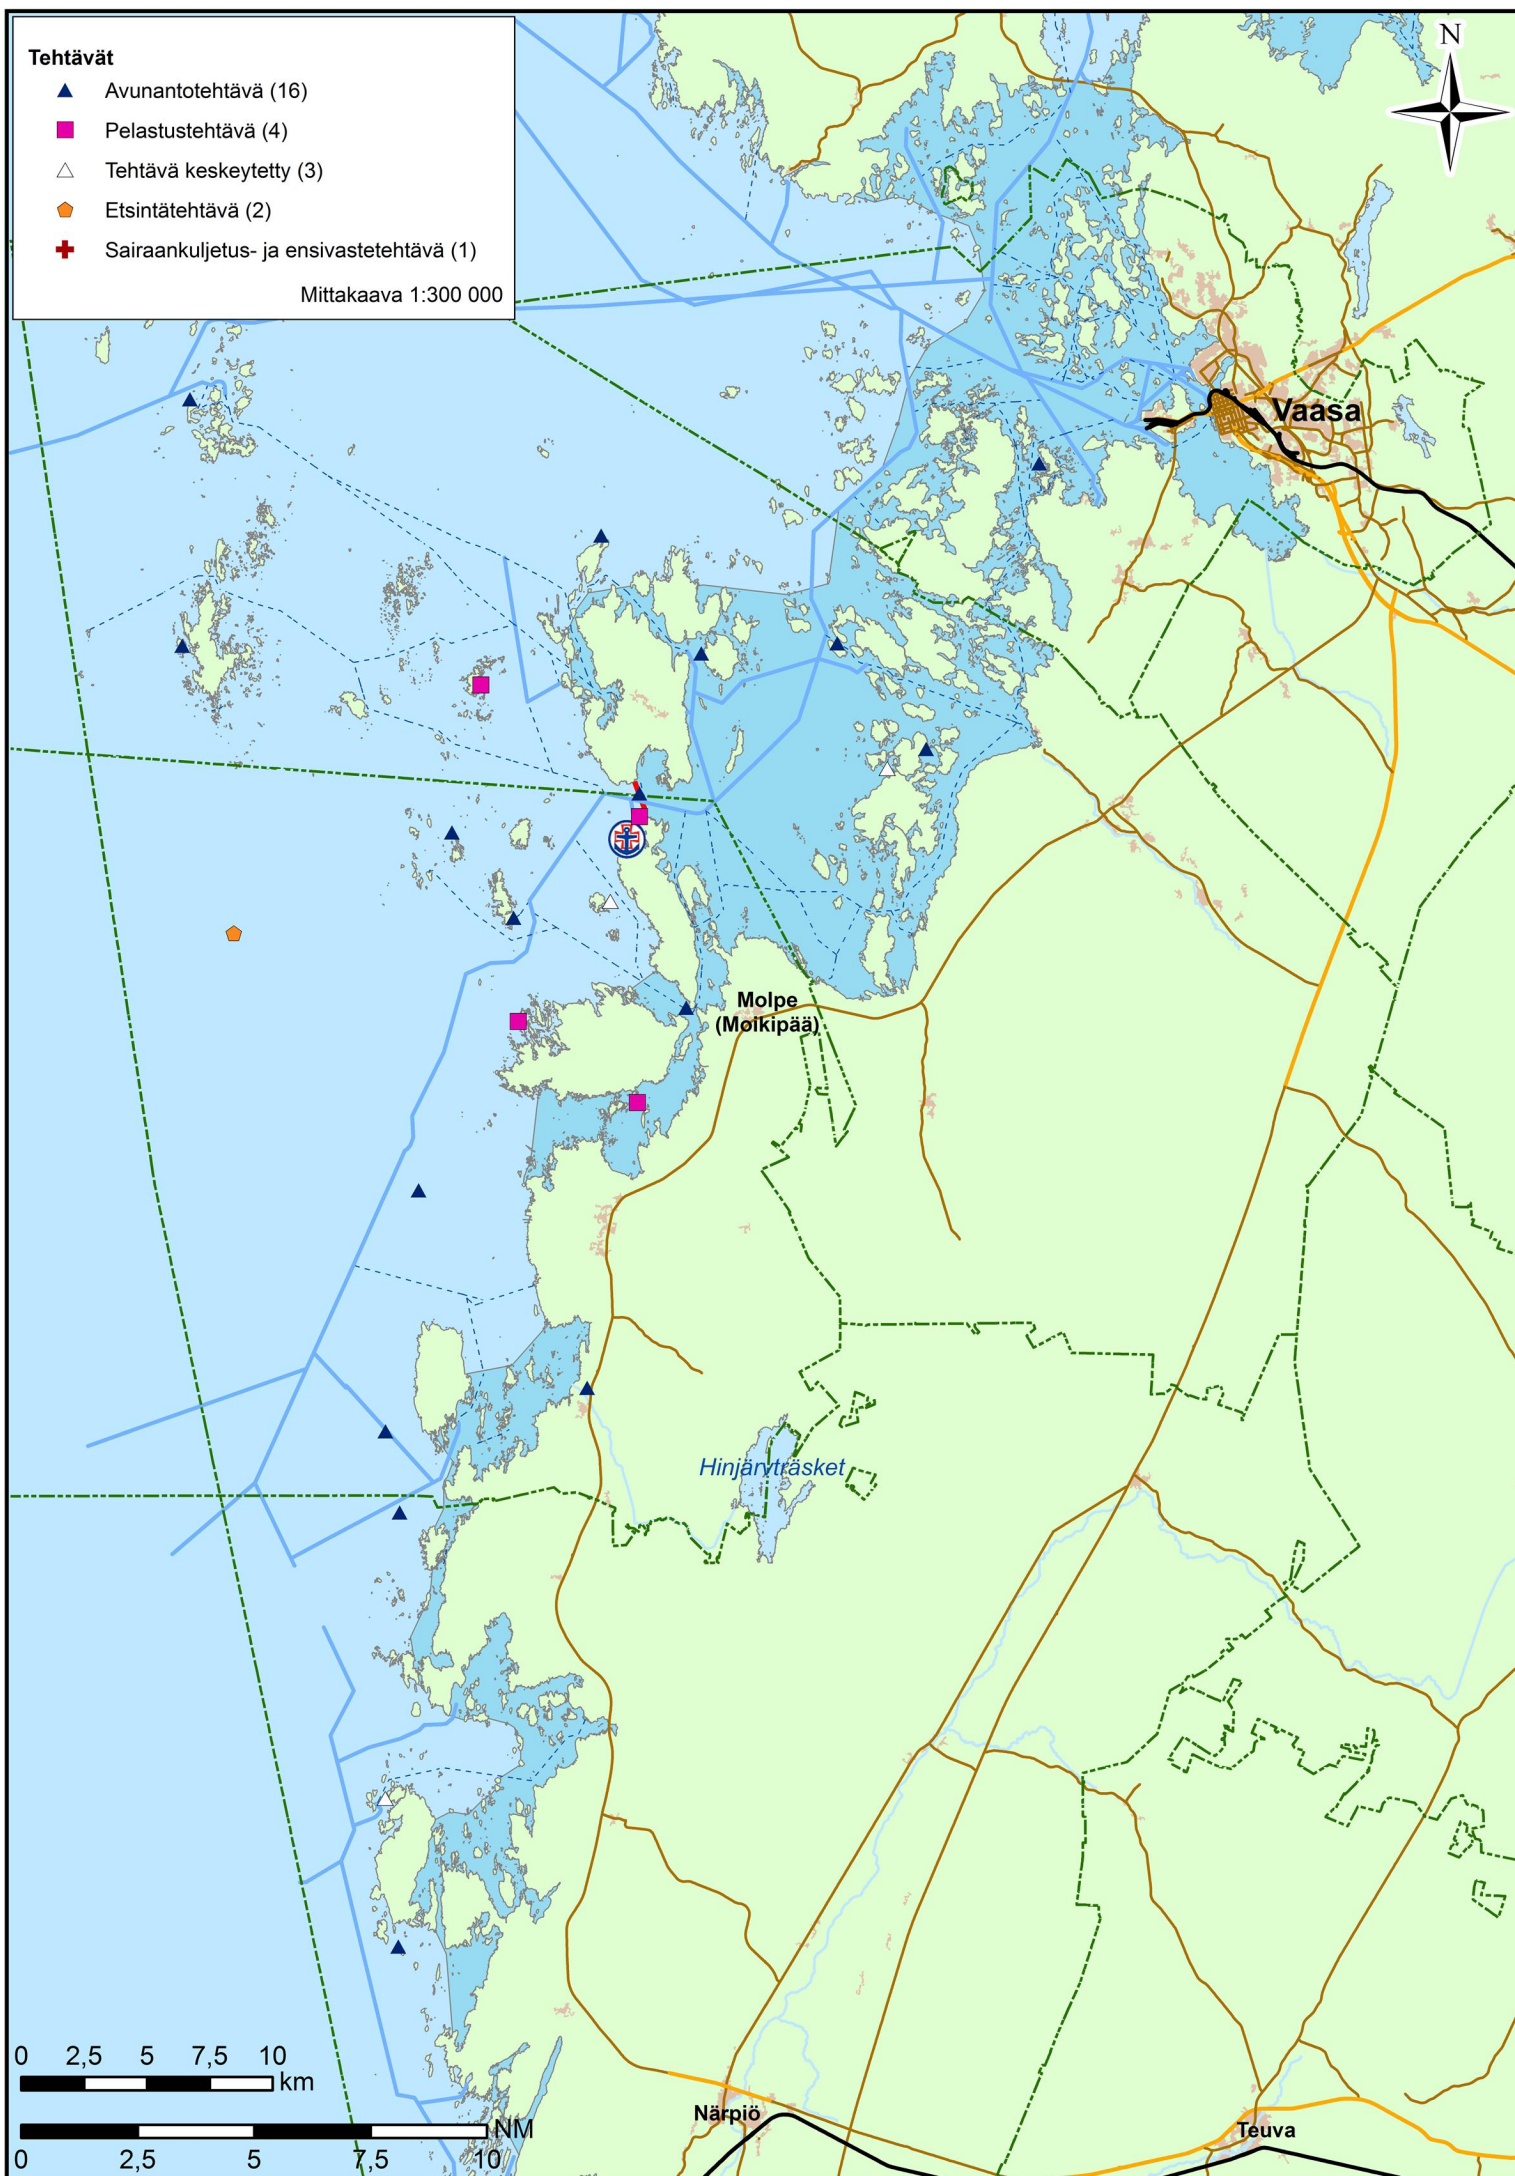 Tehtävät
Avunantotehtävä (16)
Pelastustehtävä (4)
Tehtävä keskeytetty (3)
Etsintätehtävä (2)
Sairaankuljetus- ja ensivastetehtävä (1)
Mittakaava 1:300 000
N
Vaasa
Molpe
(Moikipää)
Hinjärvträsket
Närpiö
Teuva
0 2,5 5 7,5 10
km
NM
0 2,5 5 7,5 10